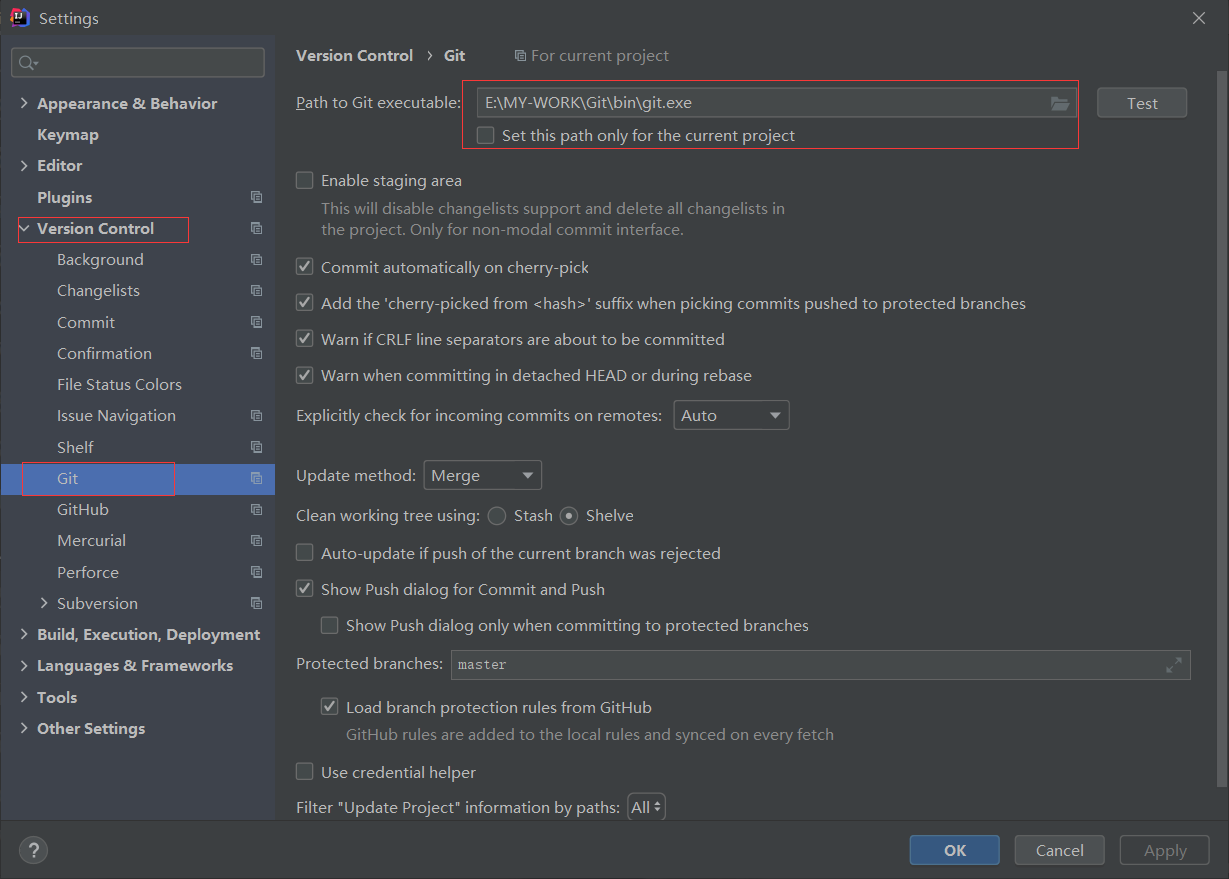 Settings
Version Control › Git For current project
Appearance & Behavior
Keymap
Editor
Plugins
Version Control
Background
Changelists
Commit
Confirmation
File Status Colors
Issue Navigation
Shelf
Git
GitHub
Mercurial
Perforce
Subversion
Build, Execution, Deployment
Languages & Frameworks
Tools
Other Settings
Path to Git executable: E:\MY-WORK\Git\bin\git.exe Test
Set this path only for the current project
Enable staging area
This will disable changelists support and delete all changelists in
the project. Only for non-modal commit interface.
Commit automatically on cherry-pick
Add the 'cherry-picked from <hash>' suffix when picking commits pushed to protected branches
Warn if CRLF line separators are about to be committed
Warn when committing in detached HEAD or during rebase
Explicitly check for incoming commits on remotes: Auto
Update method: Merge
Clean working tree using: Stash Shelve
Auto-update if push of the current branch was rejected
Show Push dialog for Commit and Push
Show Push dialog only when committing to protected branches
Protected branches: master
Load branch protection rules from GitHub
GitHub rules are added to the local rules and synced on every fetch
Use credential helper
Filter "Update Project" information by paths: All
? OK Cancel Apply